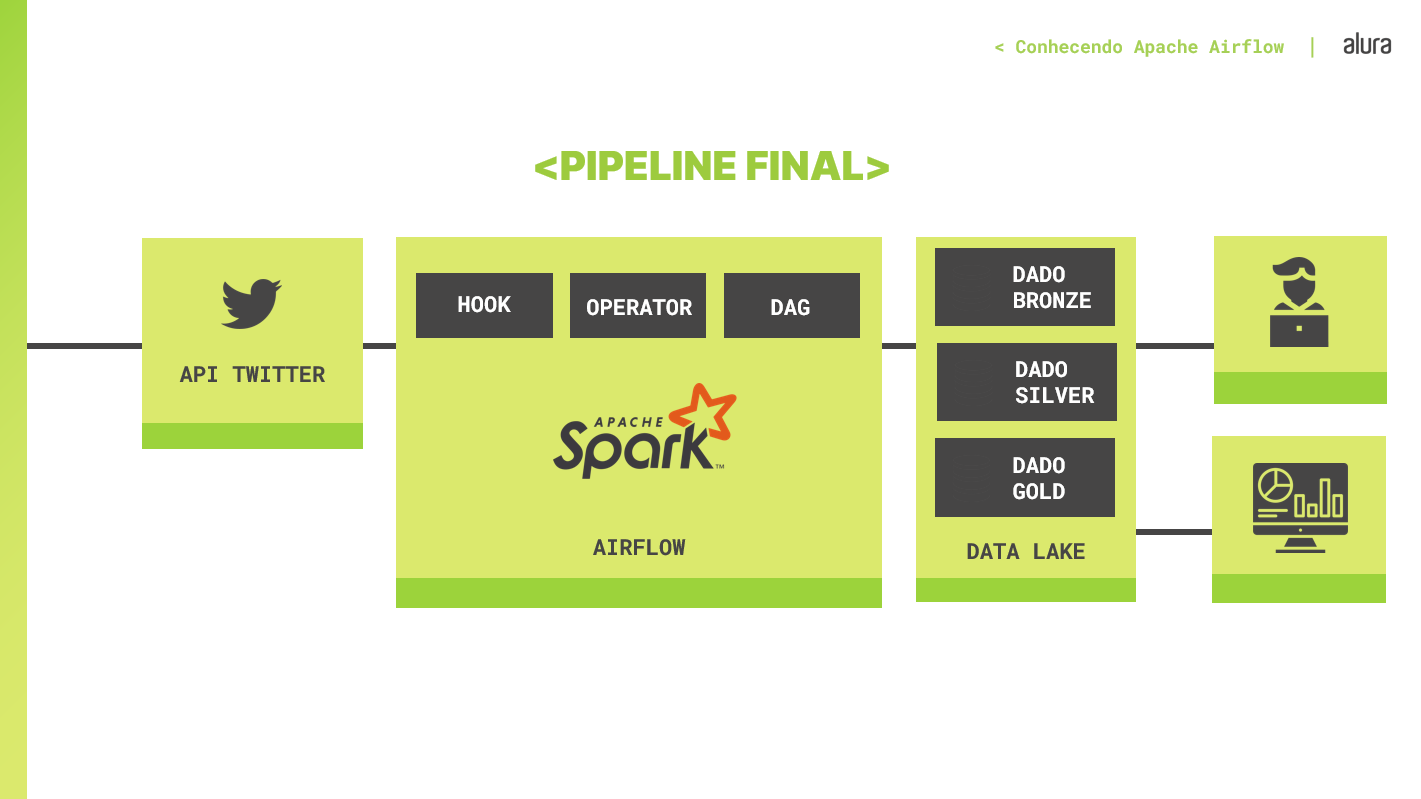 < Conhecendo Apache Airflow | alura
<PIPELINE FINAL>
API TWITTER
HOOK
OPERATOR
DAG
APACHE
Spark™
AIRFLOW
DADO
BRONZE
DADO
SILVER
DADO
GOLD
DATA LAKE